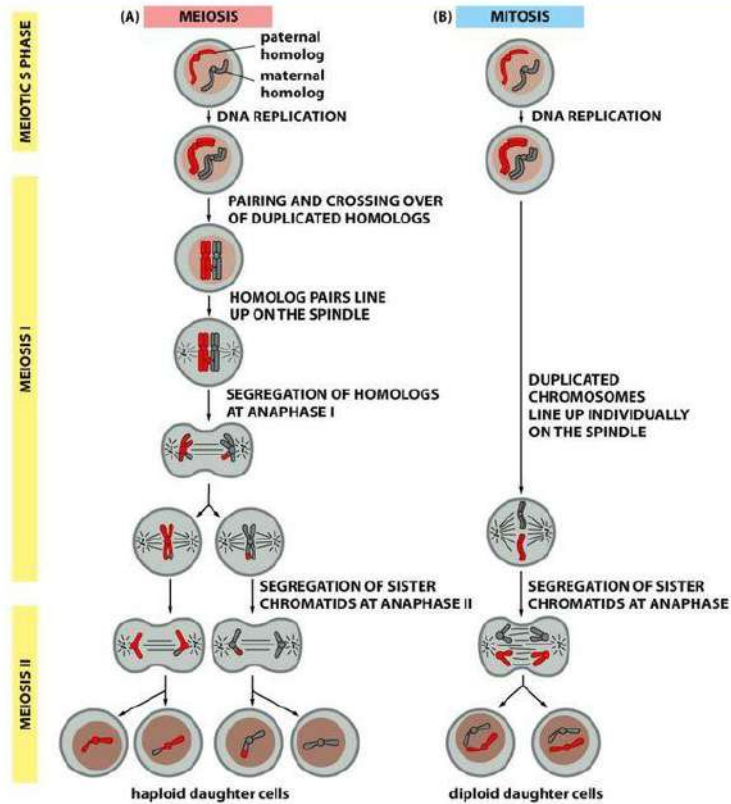 (A) MEIOSIS
(B) MITOSIS
MEIOTIC S PHASE
paternal
homolog
maternal
homolog
DNA REPLICATION
DNA REPLICATION
MEIOSIS I
PAIRING AND CROSSING OVER
OF DUPLICATED HOMOLOGS
HOMOLOG PAIRS LINE
UP ON THE SPINDLE
SEGREGATION OF HOMOLOGS
AT ANAPHASE I
DUPLICATED
CHROMOSOMES
LINE UP INDIVIDUALLY
ON THE SPINDLE
MEIOSIS II
SEGREGATION OF SISTER
CHROMATIDS AT ANAPHASE II
SEGREGATION OF SISTER
CHROMATIDS AT ANAPHASE
haploid daughter cells
diploid daughter cells